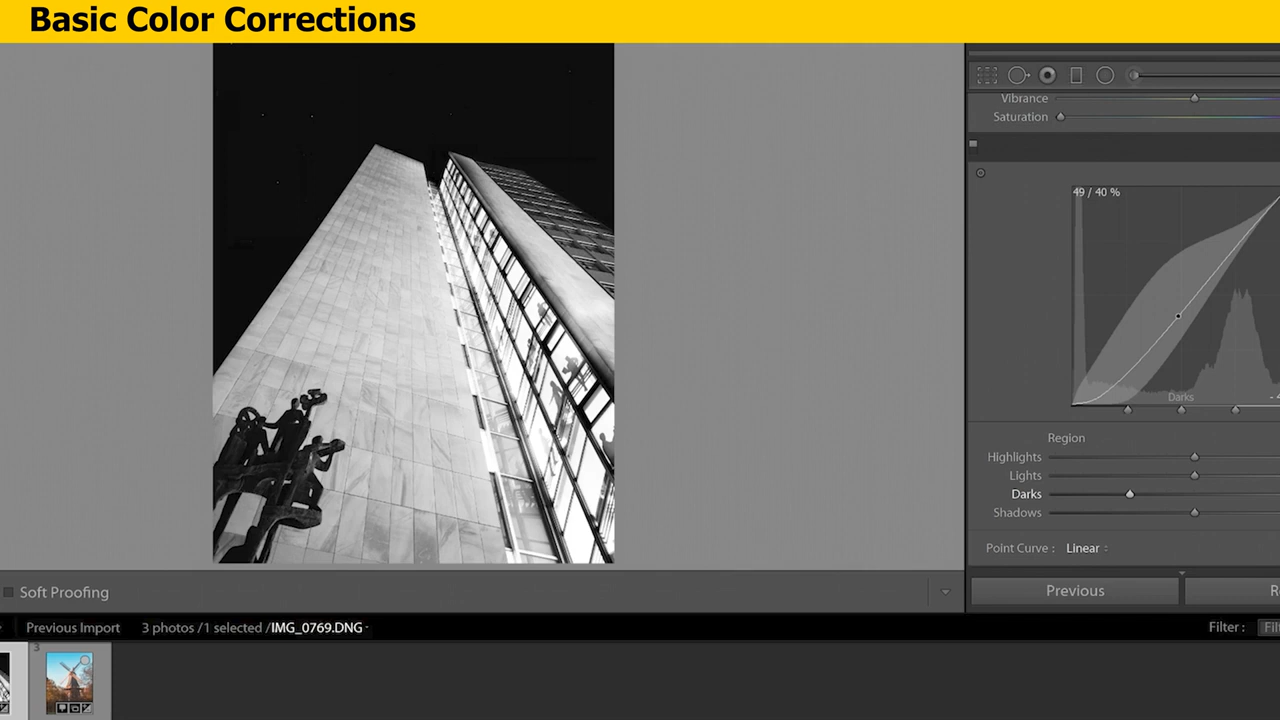 Basic Color Corrections
Vibrance
Saturation
49 / 40 %
Darks
Region
Highlights
Lights
Darks
Shadows
Point Curve : Linear
Previous
Soft Proofing
Previous Import 3 photos /1 selected /IMG_0769.DNG
Filter :
3